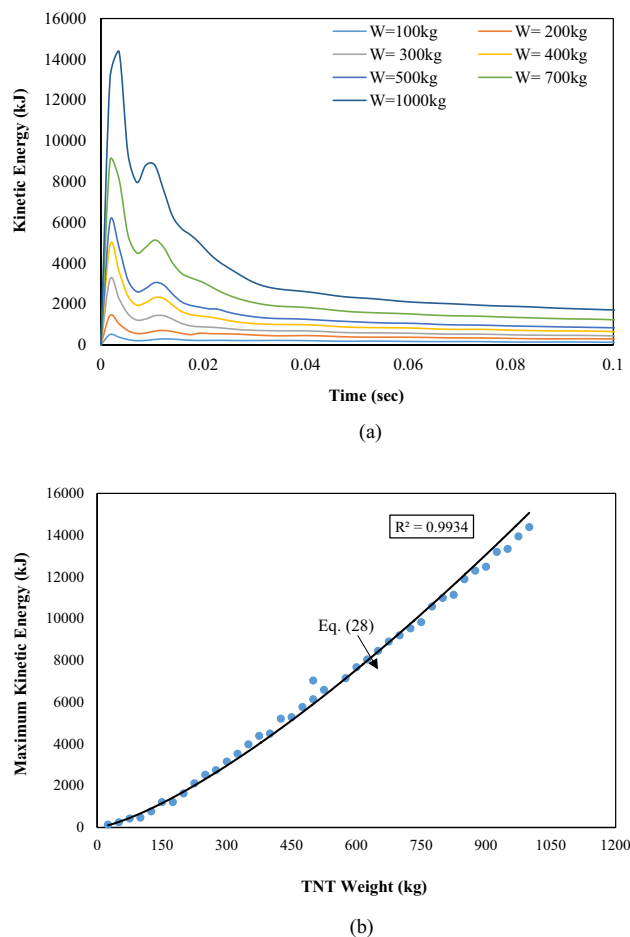 16000
14000
12000
10000
8000
6000
4000
2000
0
Kinetic Energy (kJ)
W=100kg
W= 200kg
W= 300kg
W= 400kg
W=500kg
W= 700kg
W=1000kg
0
0.02
0.04
0.06
0.08
0.1
Time (sec)
(a)
16000
14000
12000
10000
8000
6000
4000
2000
0
Maximum Kinetic Energy (kJ)
R² = 0.9934
Eq. (28)
0
150
300
450
600
750
900
1050
1200
TNT Weight (kg)
(b)